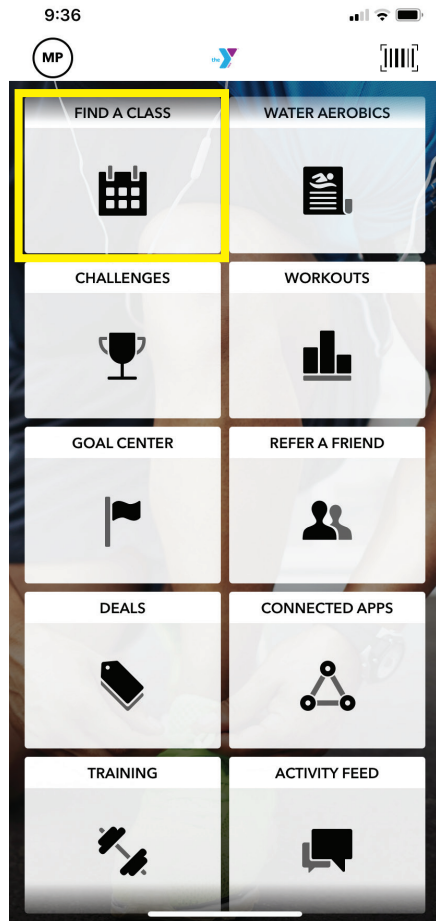 9:36
MP
the Y
FIND A CLASS
WATER AEROBICS
CHALLENGES
WORKOUTS
GOAL CENTER
REFER A FRIEND
DEALS
CONNECTED APPS
TRAINING
ACTIVITY FEED